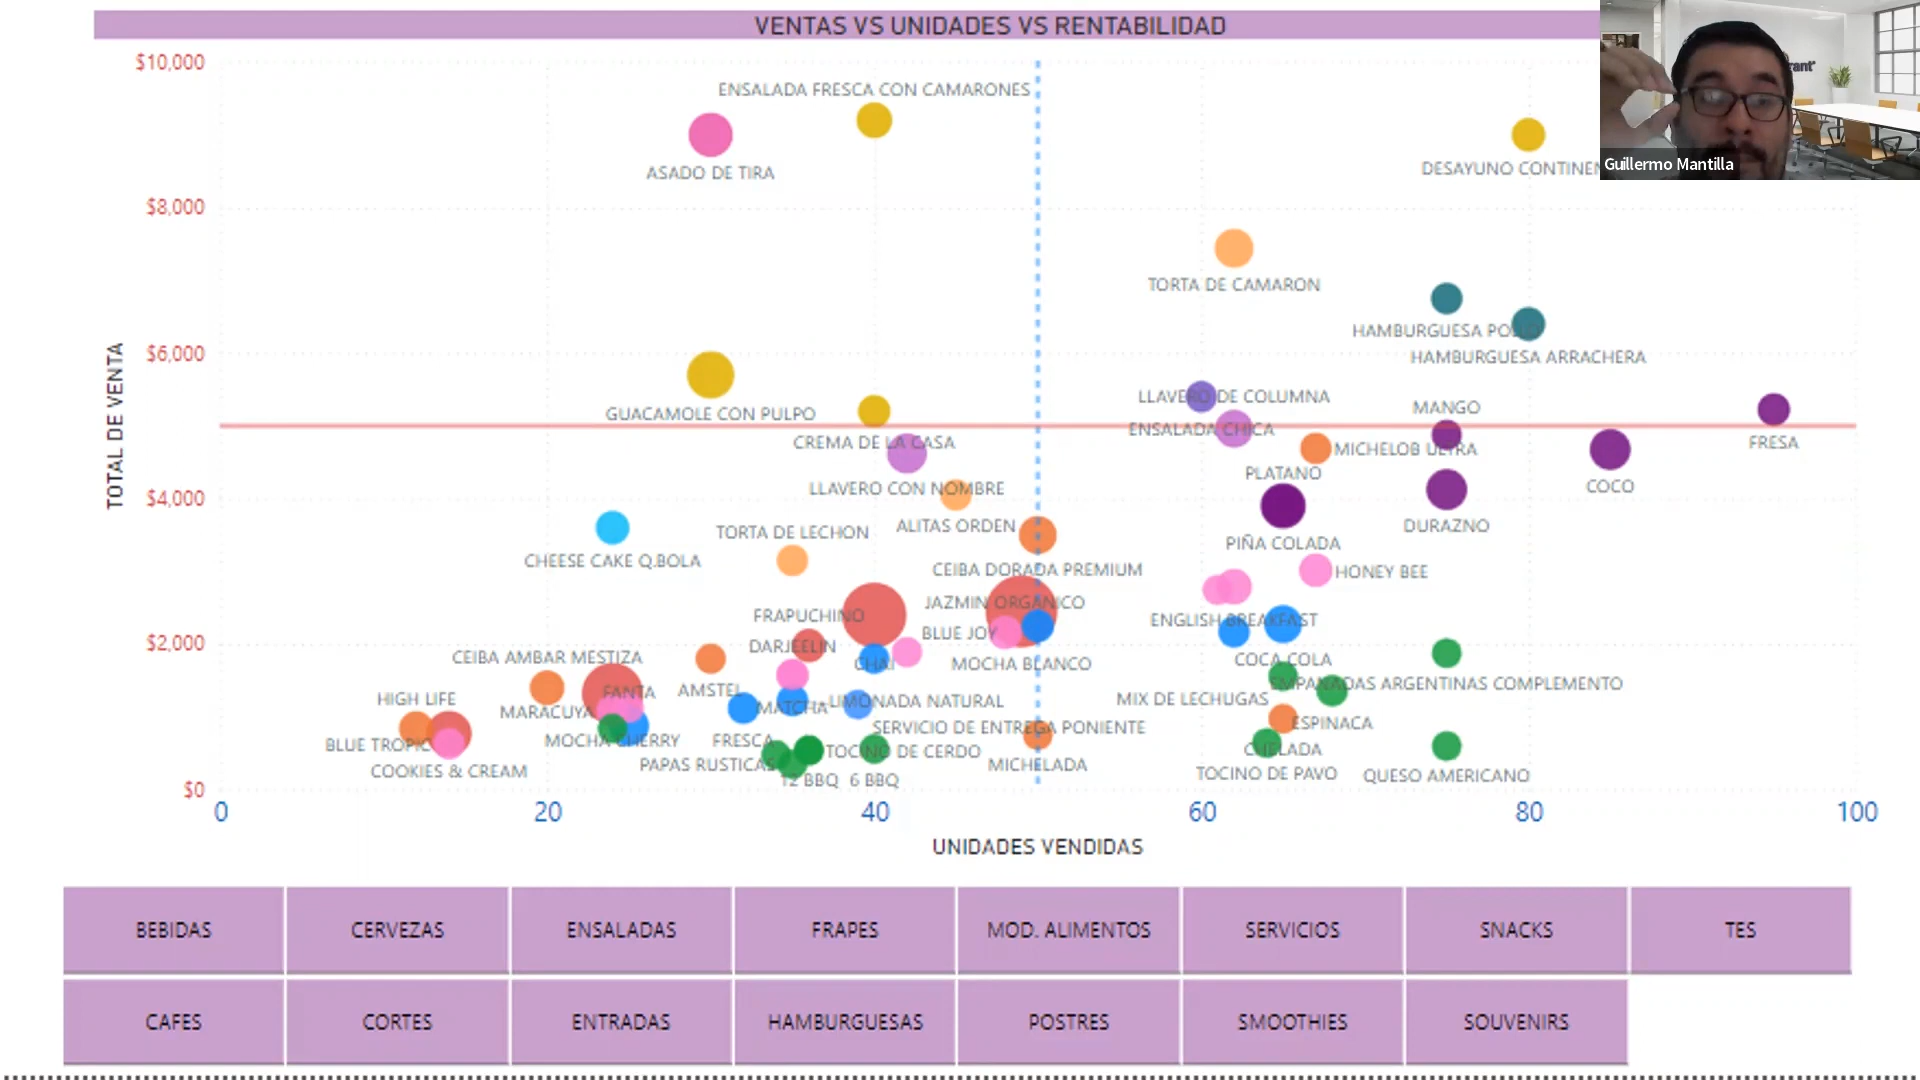 VENTAS VS UNIDADES VS RENTABILIDAD
rant
Guillermo Mantilla
TOTAL DE VENTA
$10,000
$8,000
$6,000
$4,000
$2,000
$0
ENSALADA FRESCA CON CAMARONES
ASADO DE TIRA
DESAYUNO CONTINEN
TORTA DE CAMARON
HAMBURGUESA POLLO
HAMBURGUESA ARRACHERA
LLAVERO DE COLUMNA
GUACAMOLE CON PULPO
MANGO
ENSALADA CHICA
CREMA DE LA CASA
MICHELOB ULTRA
FRESA
PLATANO
LLAVERO CON NOMBRE
COCO
ALITAS ORDEN
DURAZNO
TORTA DE LECHON
PIÑA COLADA
CHEESE CAKE Q.BOLA
CEIBA DORADA PREMIUM
HONEY BEE
JAZMIN ORGANICO
FRAPUCHINO
ENGLISH BREAKFAST
BLUE JOY
DARJEELIN
CEIBA AMBAR MESTIZA
CHAI
MOCHA BLANCO
COCA COLA
EMPANADAS ARGENTINAS COMPLEMENTO
FANTA
AMSTEL
HIGH LIFE
MIX DE LECHUGAS
MARACUYA
MATCHA
LIMONADA NATURAL
ESPINACA
SERVICIO DE ENTREGA PONIENTE
BLUE TROPIC
MOCHA CHERRY
FRESCA
CHELADA
TOCINO DE CERDO
PAPAS RUSTICAS
MICHELADA
COOKIES & CREAM
TOCINO DE PAVO
QUESO AMERICANO
12 BBQ
6 BBQ
0
20
40
60
80
100
UNIDADES VENDIDAS
BEBIDAS
CERVEZAS
ENSALADAS
FRAPES
MOD. ALIMENTOS
SERVICIOS
SNACKS
TES
CAFES
CORTES
ENTRADAS
HAMBURGUESAS
POSTRES
SMOOTHIES
SOUVENIRS